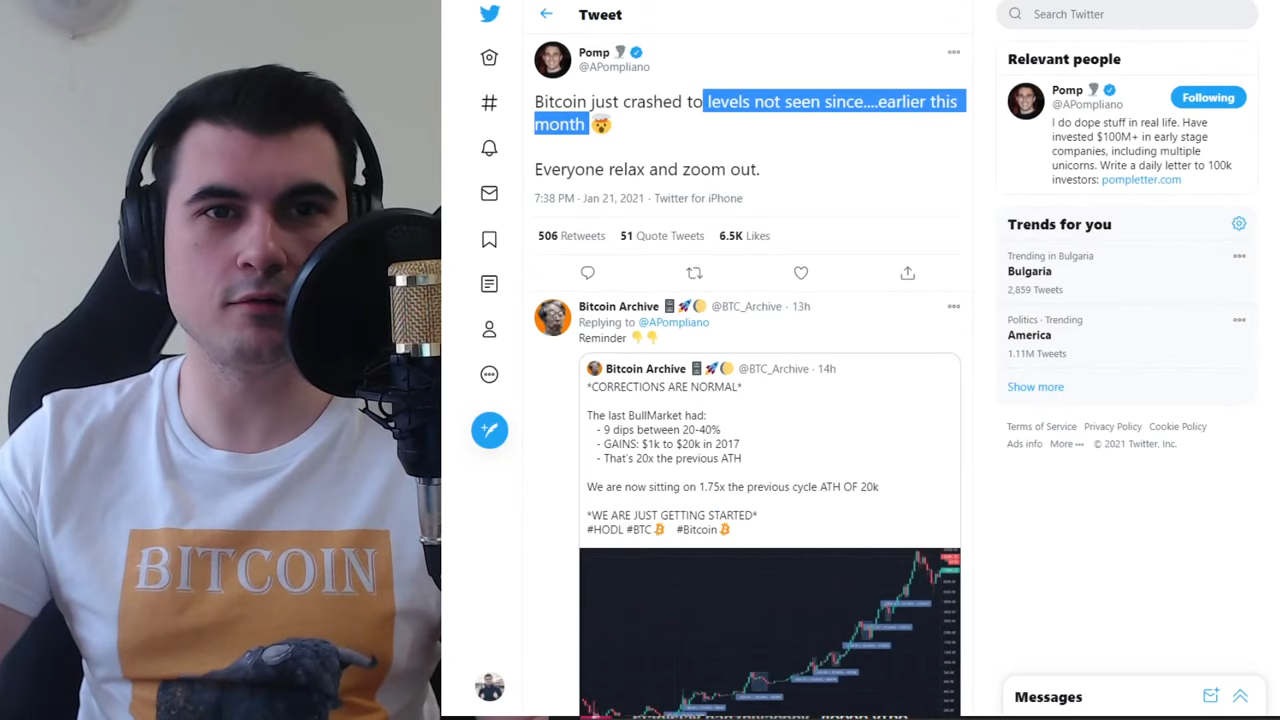 BITCOIN
Tweet
Pomp
@APompliano
Bitcoin just crashed to levels not seen since....earlier this
month 🤯
Everyone relax and zoom out.
7:38 PM · Jan 21, 2021 · Twitter for iPhone
506 Retweets 51 Quote Tweets 6.5K Likes
Bitcoin Archive @BTC_Archive · 13h
Replying to @APompliano
Reminder 👇👇
Bitcoin Archive @BTC_Archive · 14h
*CORRECTIONS ARE NORMAL*
The last BullMarket had:
- 9 dips between 20-40%
- GAINS: $1k to $20k in 2017
- That's 20x the previous ATH
We are now sitting on 1.75x the previous cycle ATH OF 20k
*WE ARE JUST GETTING STARTED*
#HODL #BTC #Bitcoin
Search Twitter
Relevant people
Pomp
@APompliano
Following
I do dope stuff in real life. Have
invested $100M+ in early stage
companies, including multiple
unicorns. Write a daily letter to 100k
investors: pompletter.com
Trends for you
Trending in Bulgaria
Bulgaria
2,859 Tweets
Politics · Trending
America
1.11M Tweets
Show more
Terms of Service Privacy Policy Cookie Policy
Ads info More © 2021 Twitter, Inc.
Messages